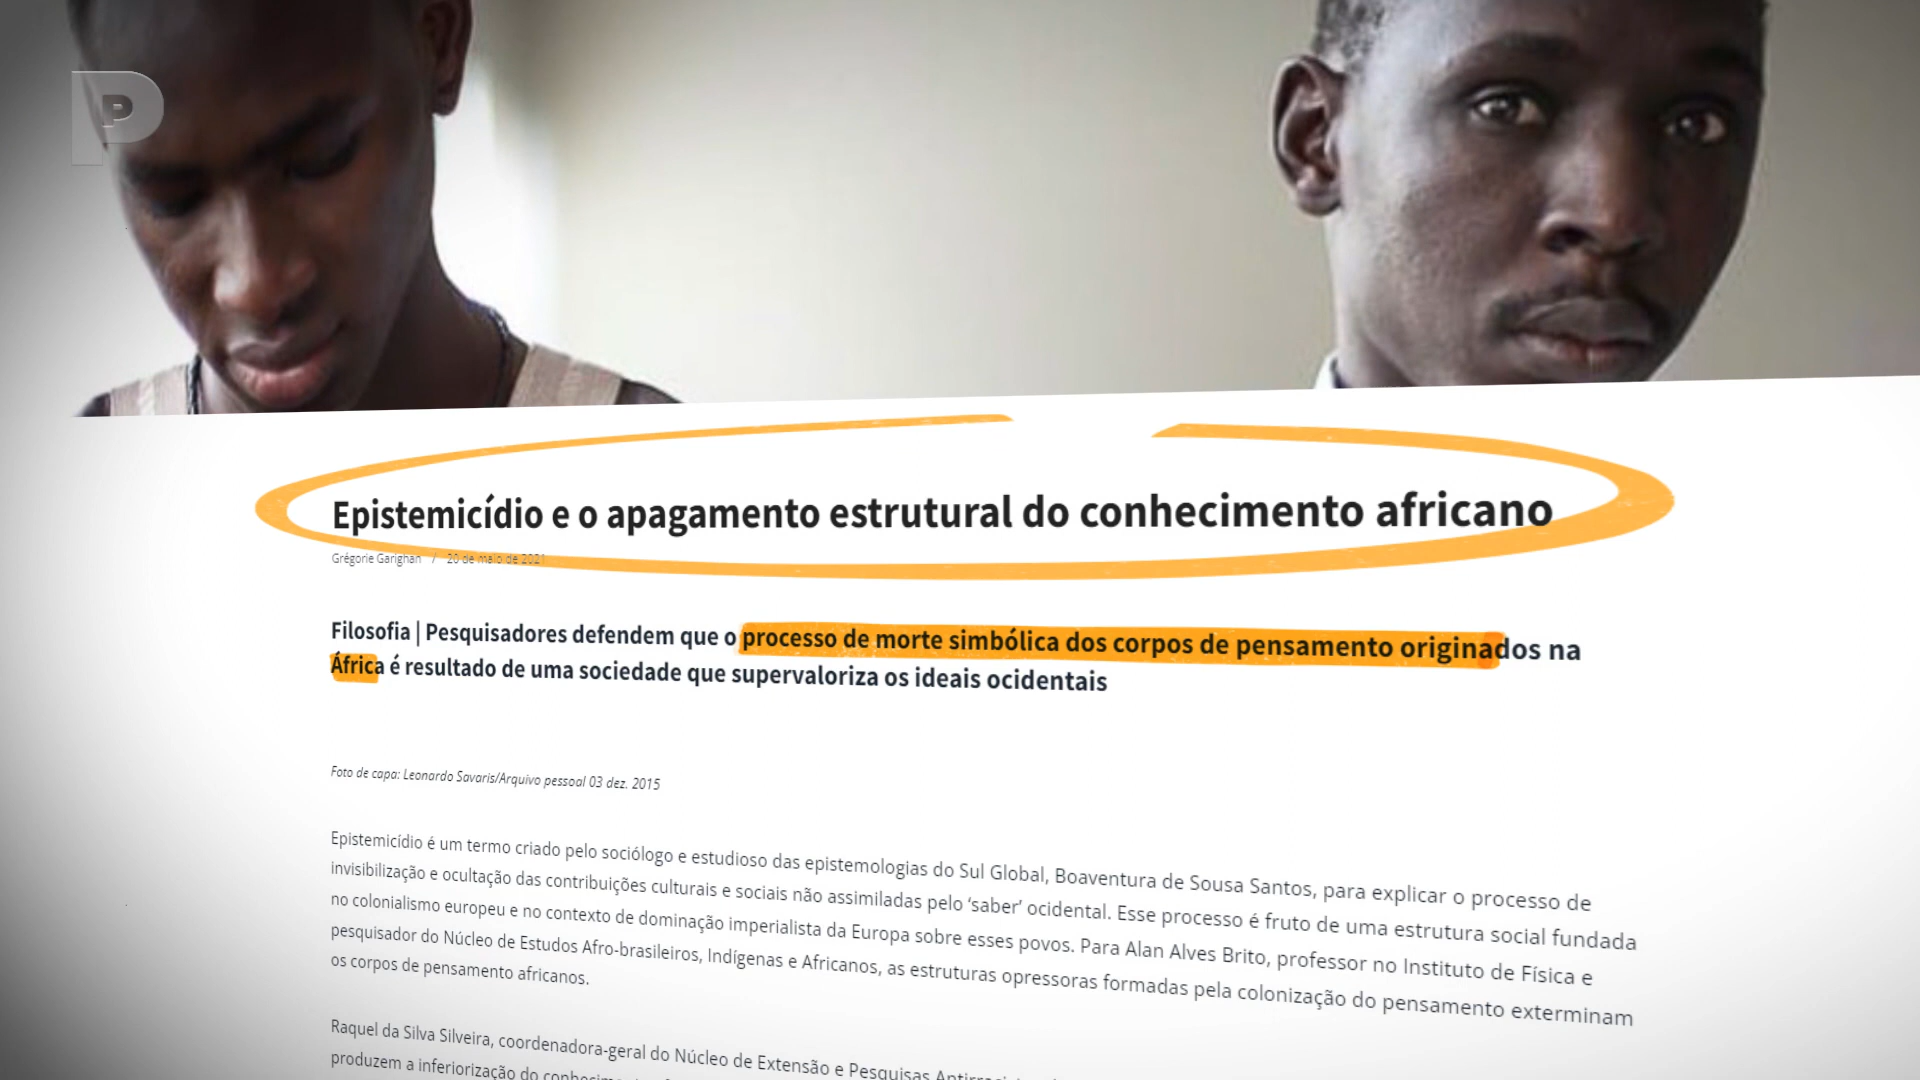 P
Epistemicídio e o apagamento estrutural do conhecimento africano
Grégorie Garighan / 20 de maio de 2021
Filosofia | Pesquisadores defendem que o processo de morte simbólica dos corpos de pensamento originados na
África é resultado de uma sociedade que supervaloriza os ideais ocidentais
Foto de capa: Leonardo Savaris/Arquivo pessoal 03 dez. 2015
Epistemicídio é um termo criado pelo sociólogo e estudioso das epistemologias do Sul Global, Boaventura de Sousa Santos, para explicar o processo de
invisibilização e ocultação das contribuições culturais e sociais não assimiladas pelo ‘saber’ ocidental. Esse processo é fruto de uma estrutura social fundada
no colonialismo europeu e no contexto de dominação imperialista da Europa sobre esses povos. Para Alan Alves Brito, professor no Instituto de Física e
pesquisador do Núcleo de Estudos Afro-brasileiros, Indígenas e Africanos, as estruturas opressoras formadas pela colonização do pensamento exterminam
os corpos de pensamento africanos.
Raquel da Silva Silveira, coordenadora-geral do Núcleo de Extensão e Pesquisas
produzem a inferiorização do